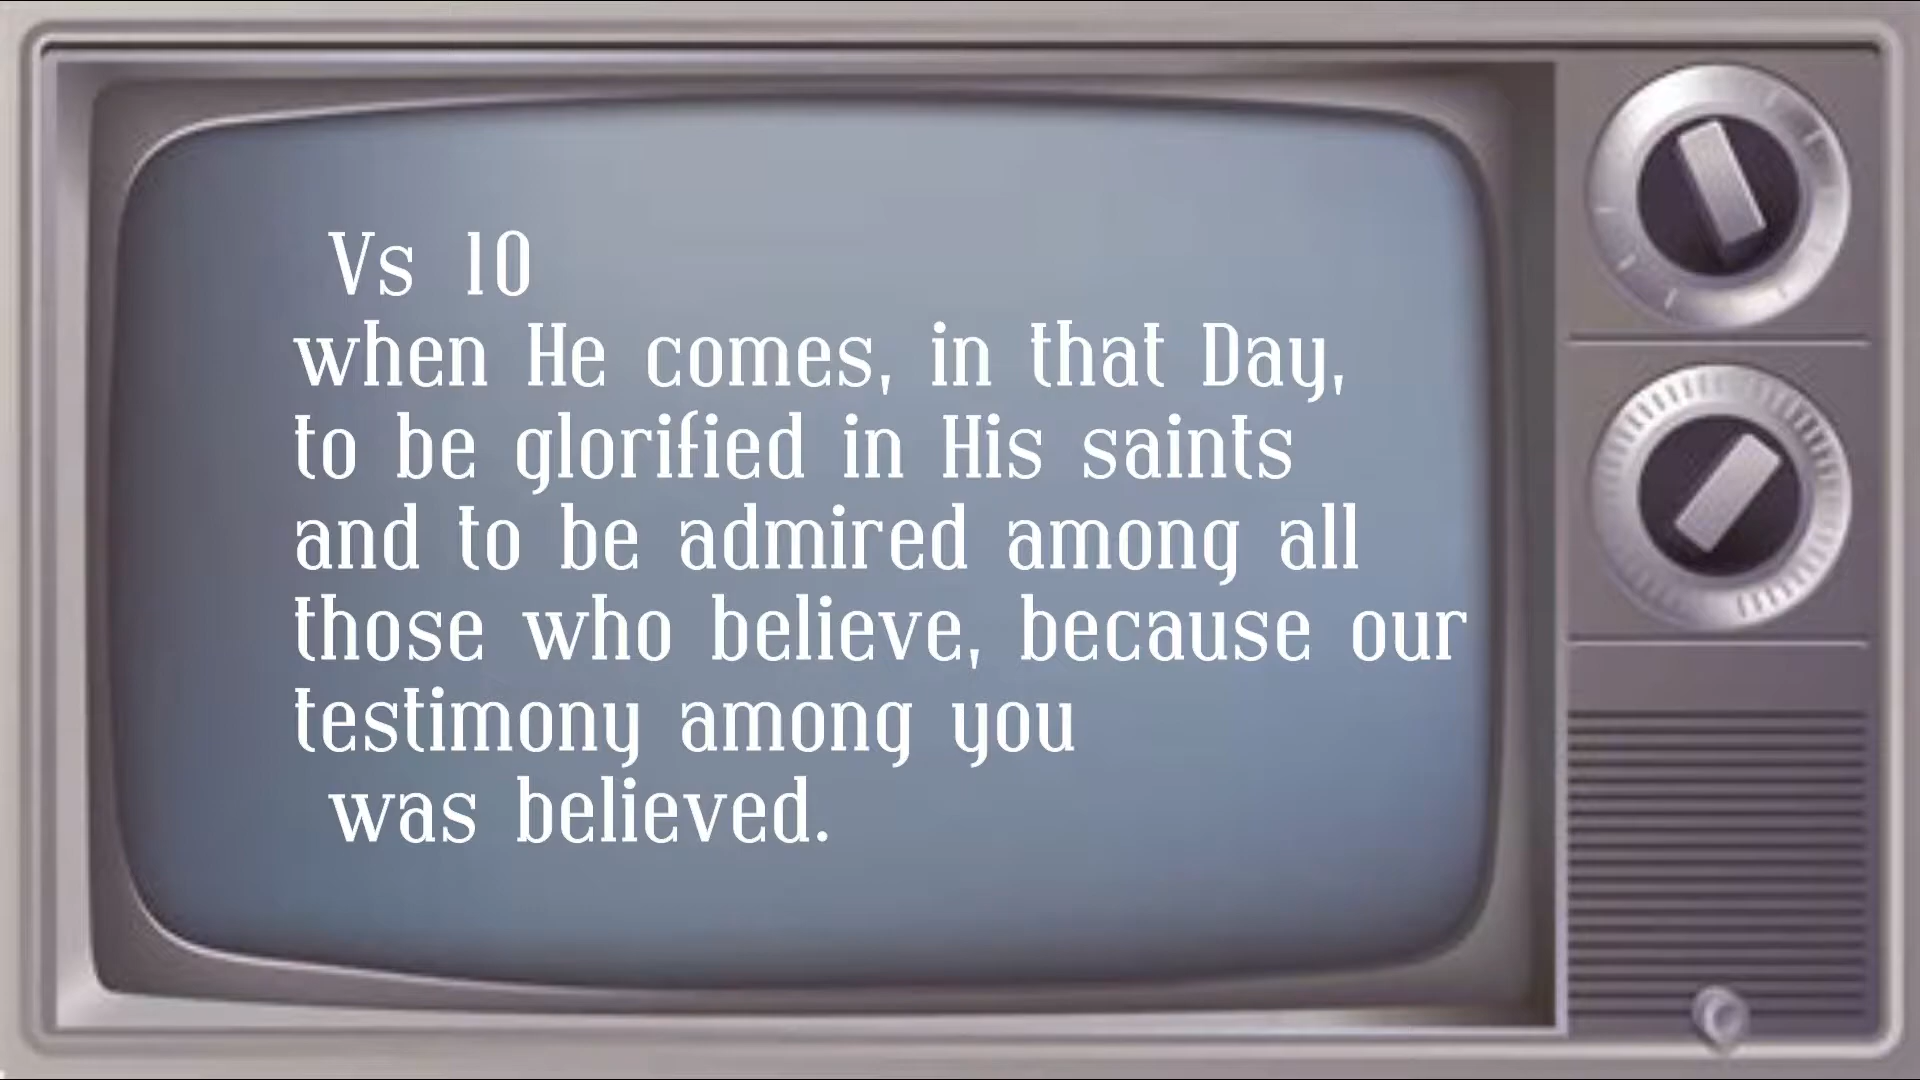 Vs 10
when He comes, in that Day,
to be glorified in His saints
and to be admired among all
those who believe, because our
testimony among you
was believed.